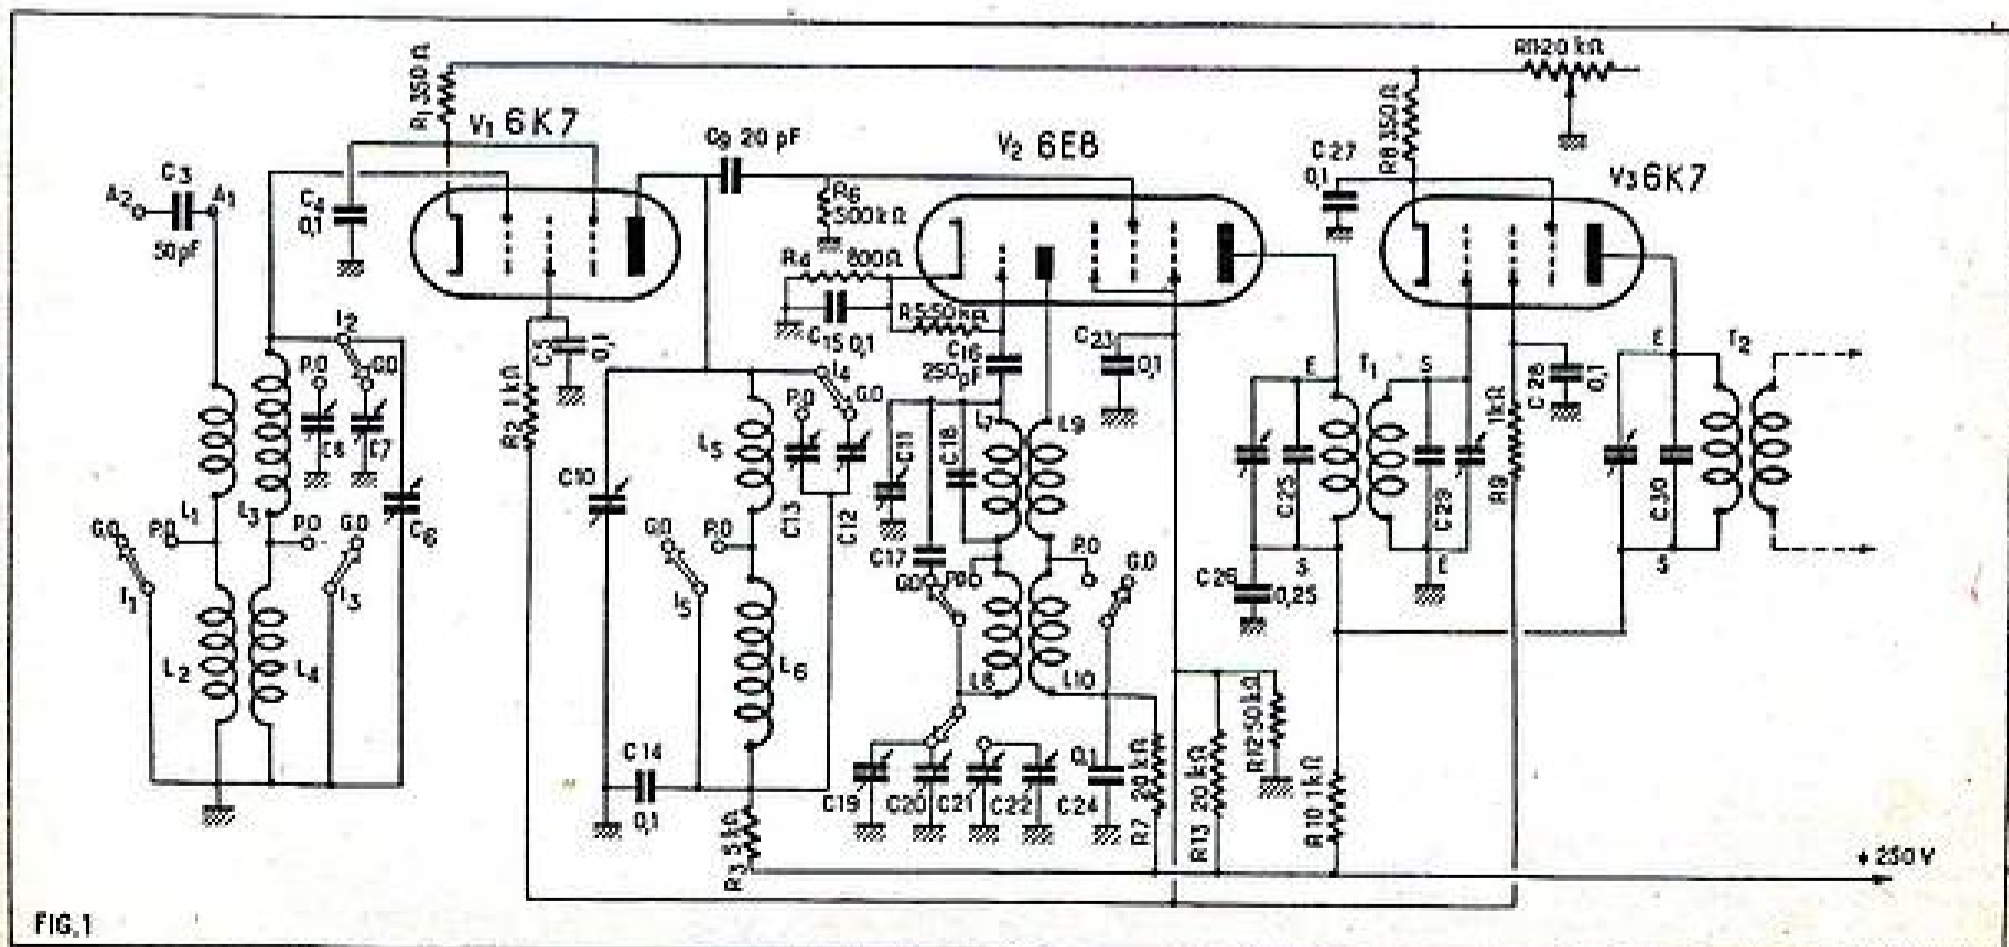 R11 20 kΩ
R1 350 Ω
V1 6K7
C9 20 pF
V2 6E8
R8 350 Ω
C27
0,1
V3 6K7
C3
A2
A1
50 pF
C4
0,1
R6
500 kΩ
R4 800 Ω
R5 50 kΩ
C15 0,1
C16
250 pF
C23
0,1
I2
P.O
G.O
C8
C7
C5
0,1
R2 1 kΩ
I4
P.O
G.O
E
T1
S
C28
0,1
E
T2
L5
L7
L9
C11
C18
R9 1 kΩ
C10
C13
C12
C25
C29
C30
L1
L3
G.O
P.O
P.O
G.O
C6
G.O
P.O
C17
G.O
P.O
P.O
G.O
S
E
S
I1
I3
I5
C26
0,25
L2
L4
L6
L8
L10
R12 50 kΩ
C14
0,1
C19
C20
C21
C22
C24
0,1
R7 20 kΩ
R13 20 kΩ
R10 1 kΩ
R3 5 kΩ
+ 250 V
FIG.1